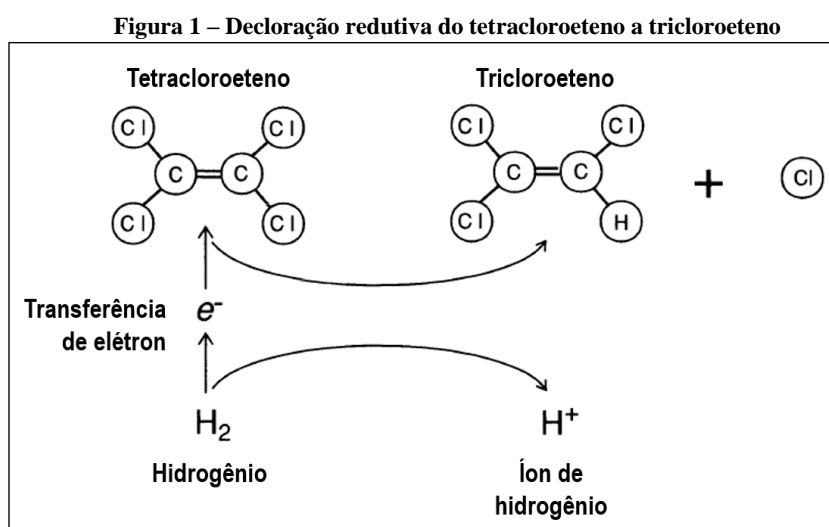 Figura 1 – Decloração redutiva do tetracloroeteno a tricloroeteno
Tetracloroeteno
Tricloroeteno
Cl Cl
C C
Cl Cl
Cl Cl
C C
Cl H
+ Cl
Transferência
de elétron
e-
H2
Hidrogênio
H+
Íon de
hidrogênio